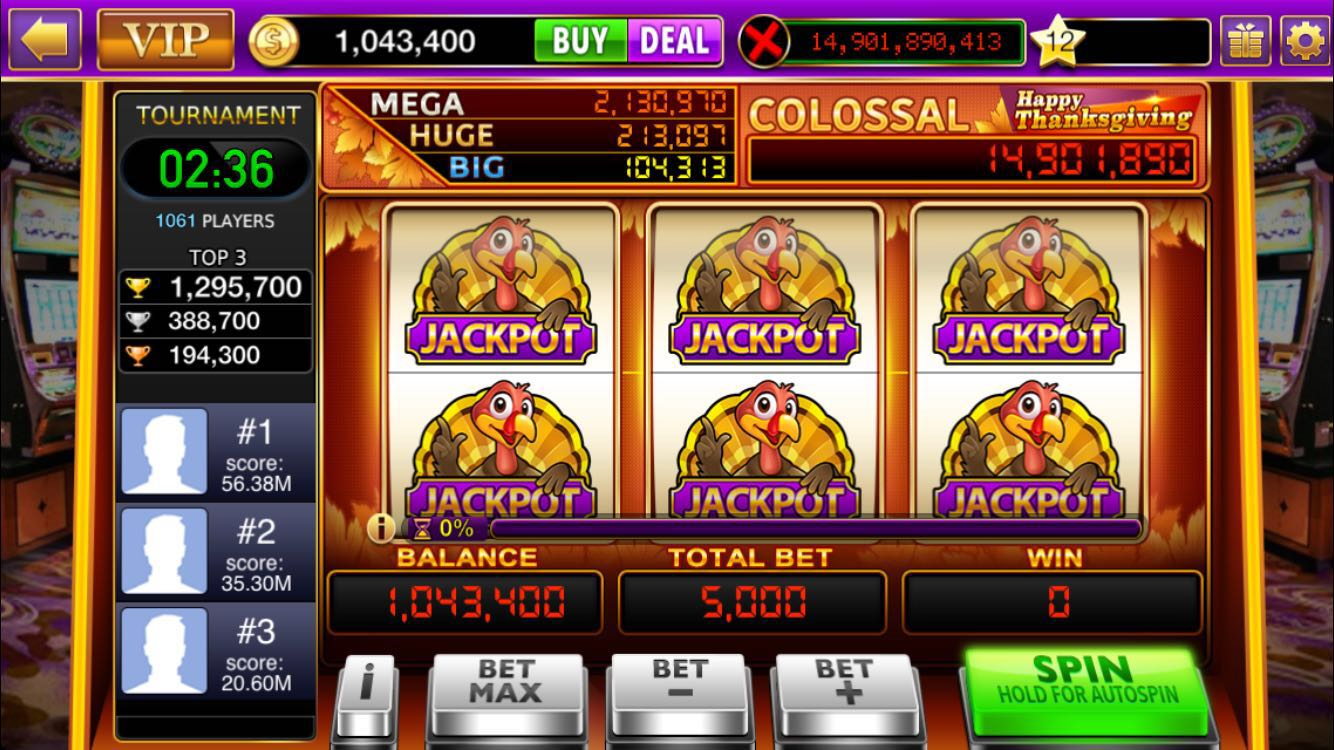 VIP
1,043,400
BUY
DEAL
14,901,890,413
12
TOURNAMENT
02:36
1061 PLAYERS
TOP 3
1,295,700
388,700
194,300
#1
score:
56.38M
#2
score:
35.30M
#3
score:
20.60M
MEGA 2,130,970
HUGE 213,097
BIG 104,313
COLOSSAL
Happy
Thanksgiving
14,901,890
JACKPOT JACKPOT JACKPOT
JACKPOT JACKPOT JACKPOT
i 0%
BALANCE TOTAL BET WIN
1,043,400 5,000 0
i
BET
MAX
BET
-
BET
+
SPIN
HOLD FOR AUTOSPIN